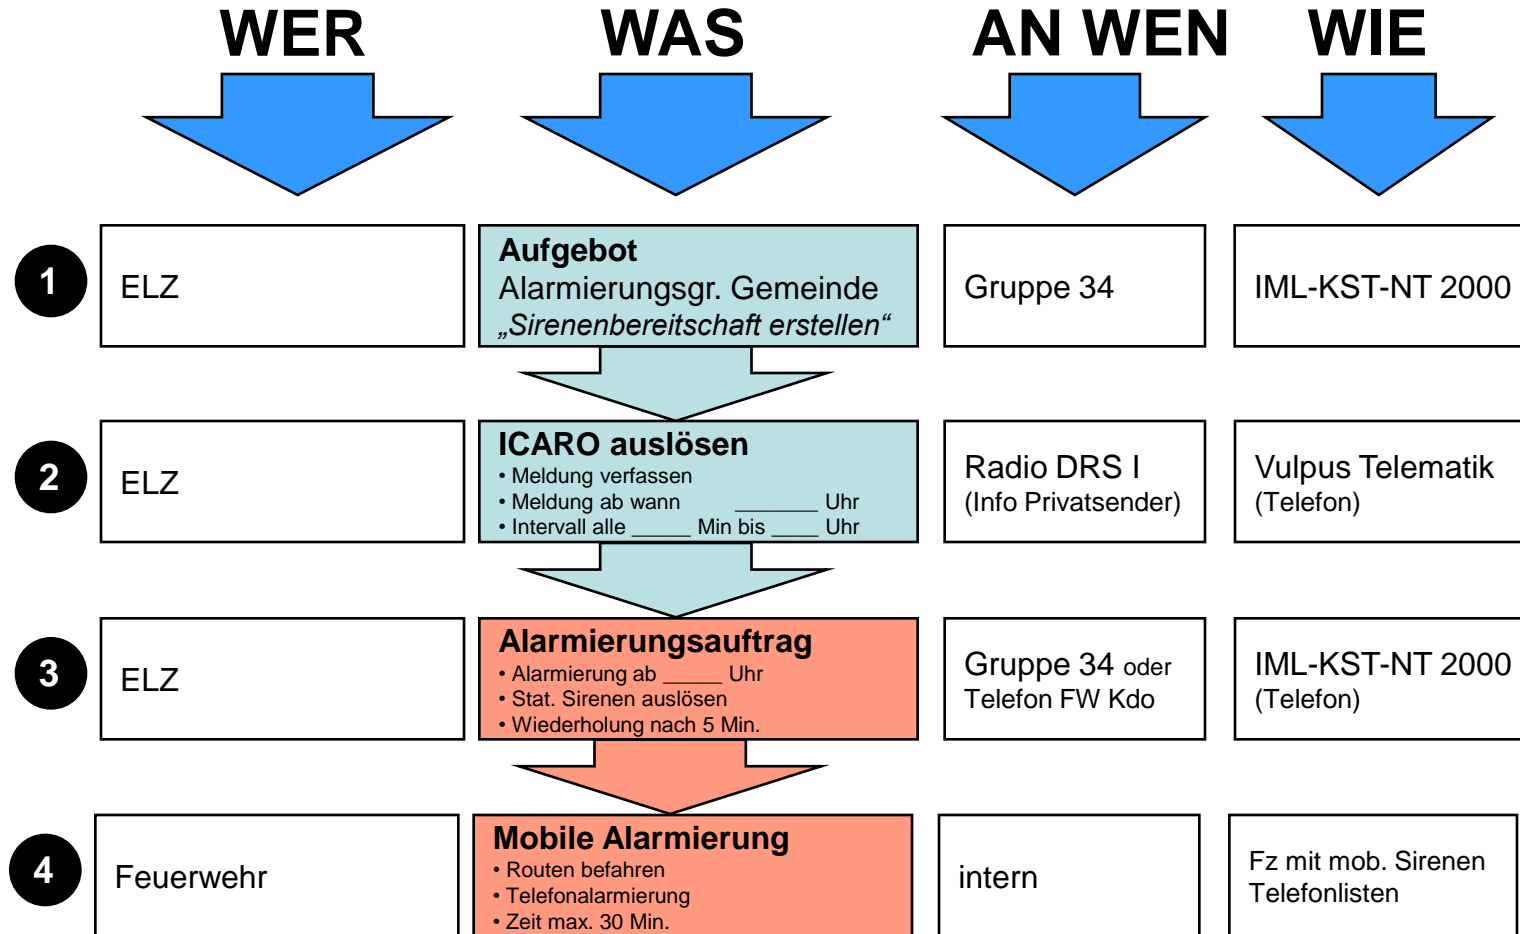 WER WAS AN WEN WIE
1
ELZ
Aufgebot
Alarmierungsgr. Gemeinde
„Sirenenbereitschaft erstellen“
Gruppe 34
IML-KST-NT 2000
2
ELZ
ICARO auslösen
• Meldung verfassen
• Meldung ab wann _______ Uhr
• Intervall alle _____ Min bis ____ Uhr
Radio DRS I
(Info Privatsender)
Vulpus Telematik
(Telefon)
3
ELZ
Alarmierungsauftrag
• Alarmierung ab _____ Uhr
• Stat. Sirenen auslösen
• Wiederholung nach 5 Min.
Gruppe 34 oder
Telefon FW Kdo
IML-KST-NT 2000
(Telefon)
4
Feuerwehr
Mobile Alarmierung
• Routen befahren
• Telefonalarmierung
• Zeit max. 30 Min.
intern
Fz mit mob. Sirenen
Telefonlisten